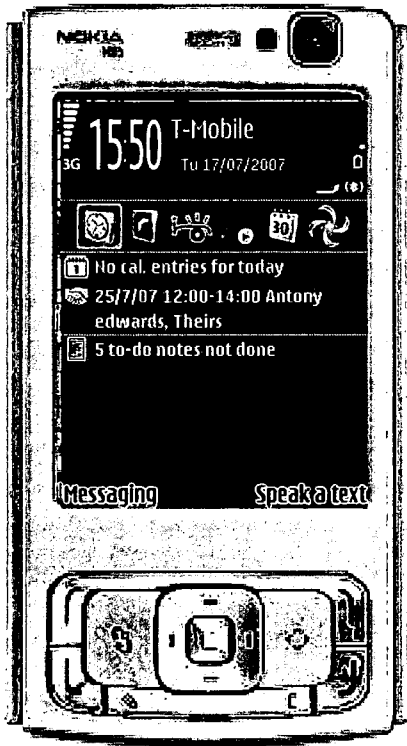 NOKIA
3G 15:50 T-Mobile
Tu 17/07/2007
30
1 No cal. entries for today
25/7/07 12:00-14:00 Antony
edwards, Theirs
5 to-do notes not done
Messaging Speak a text
C